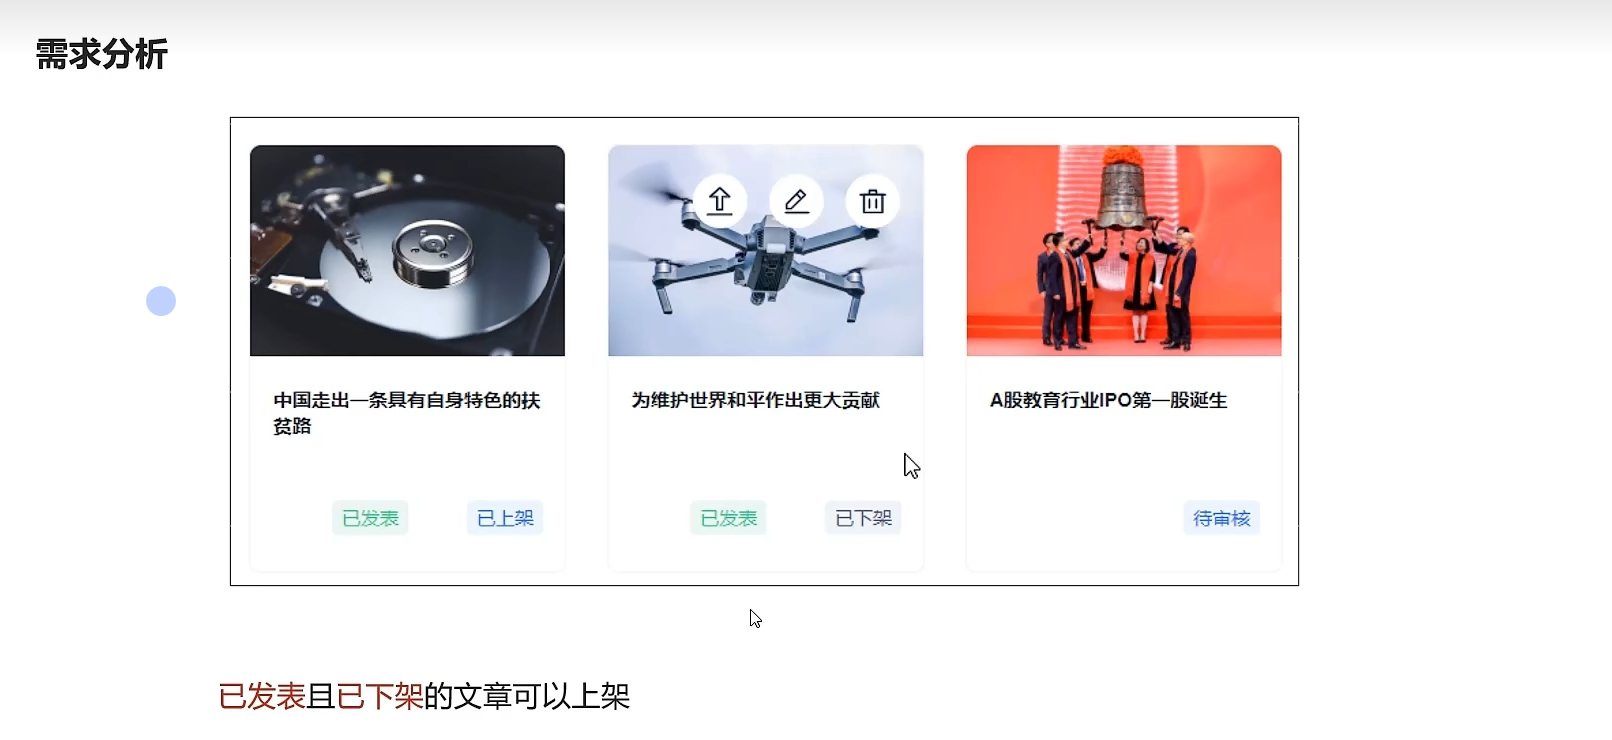 需求分析
中国走出一条具有自身特色的扶
贫路
已发表
已上架
为维护世界和平作出更大贡献
已发表
已下架
A股教育行业IPO第一股诞生
待审核
已发表且已下架的文章可以上架